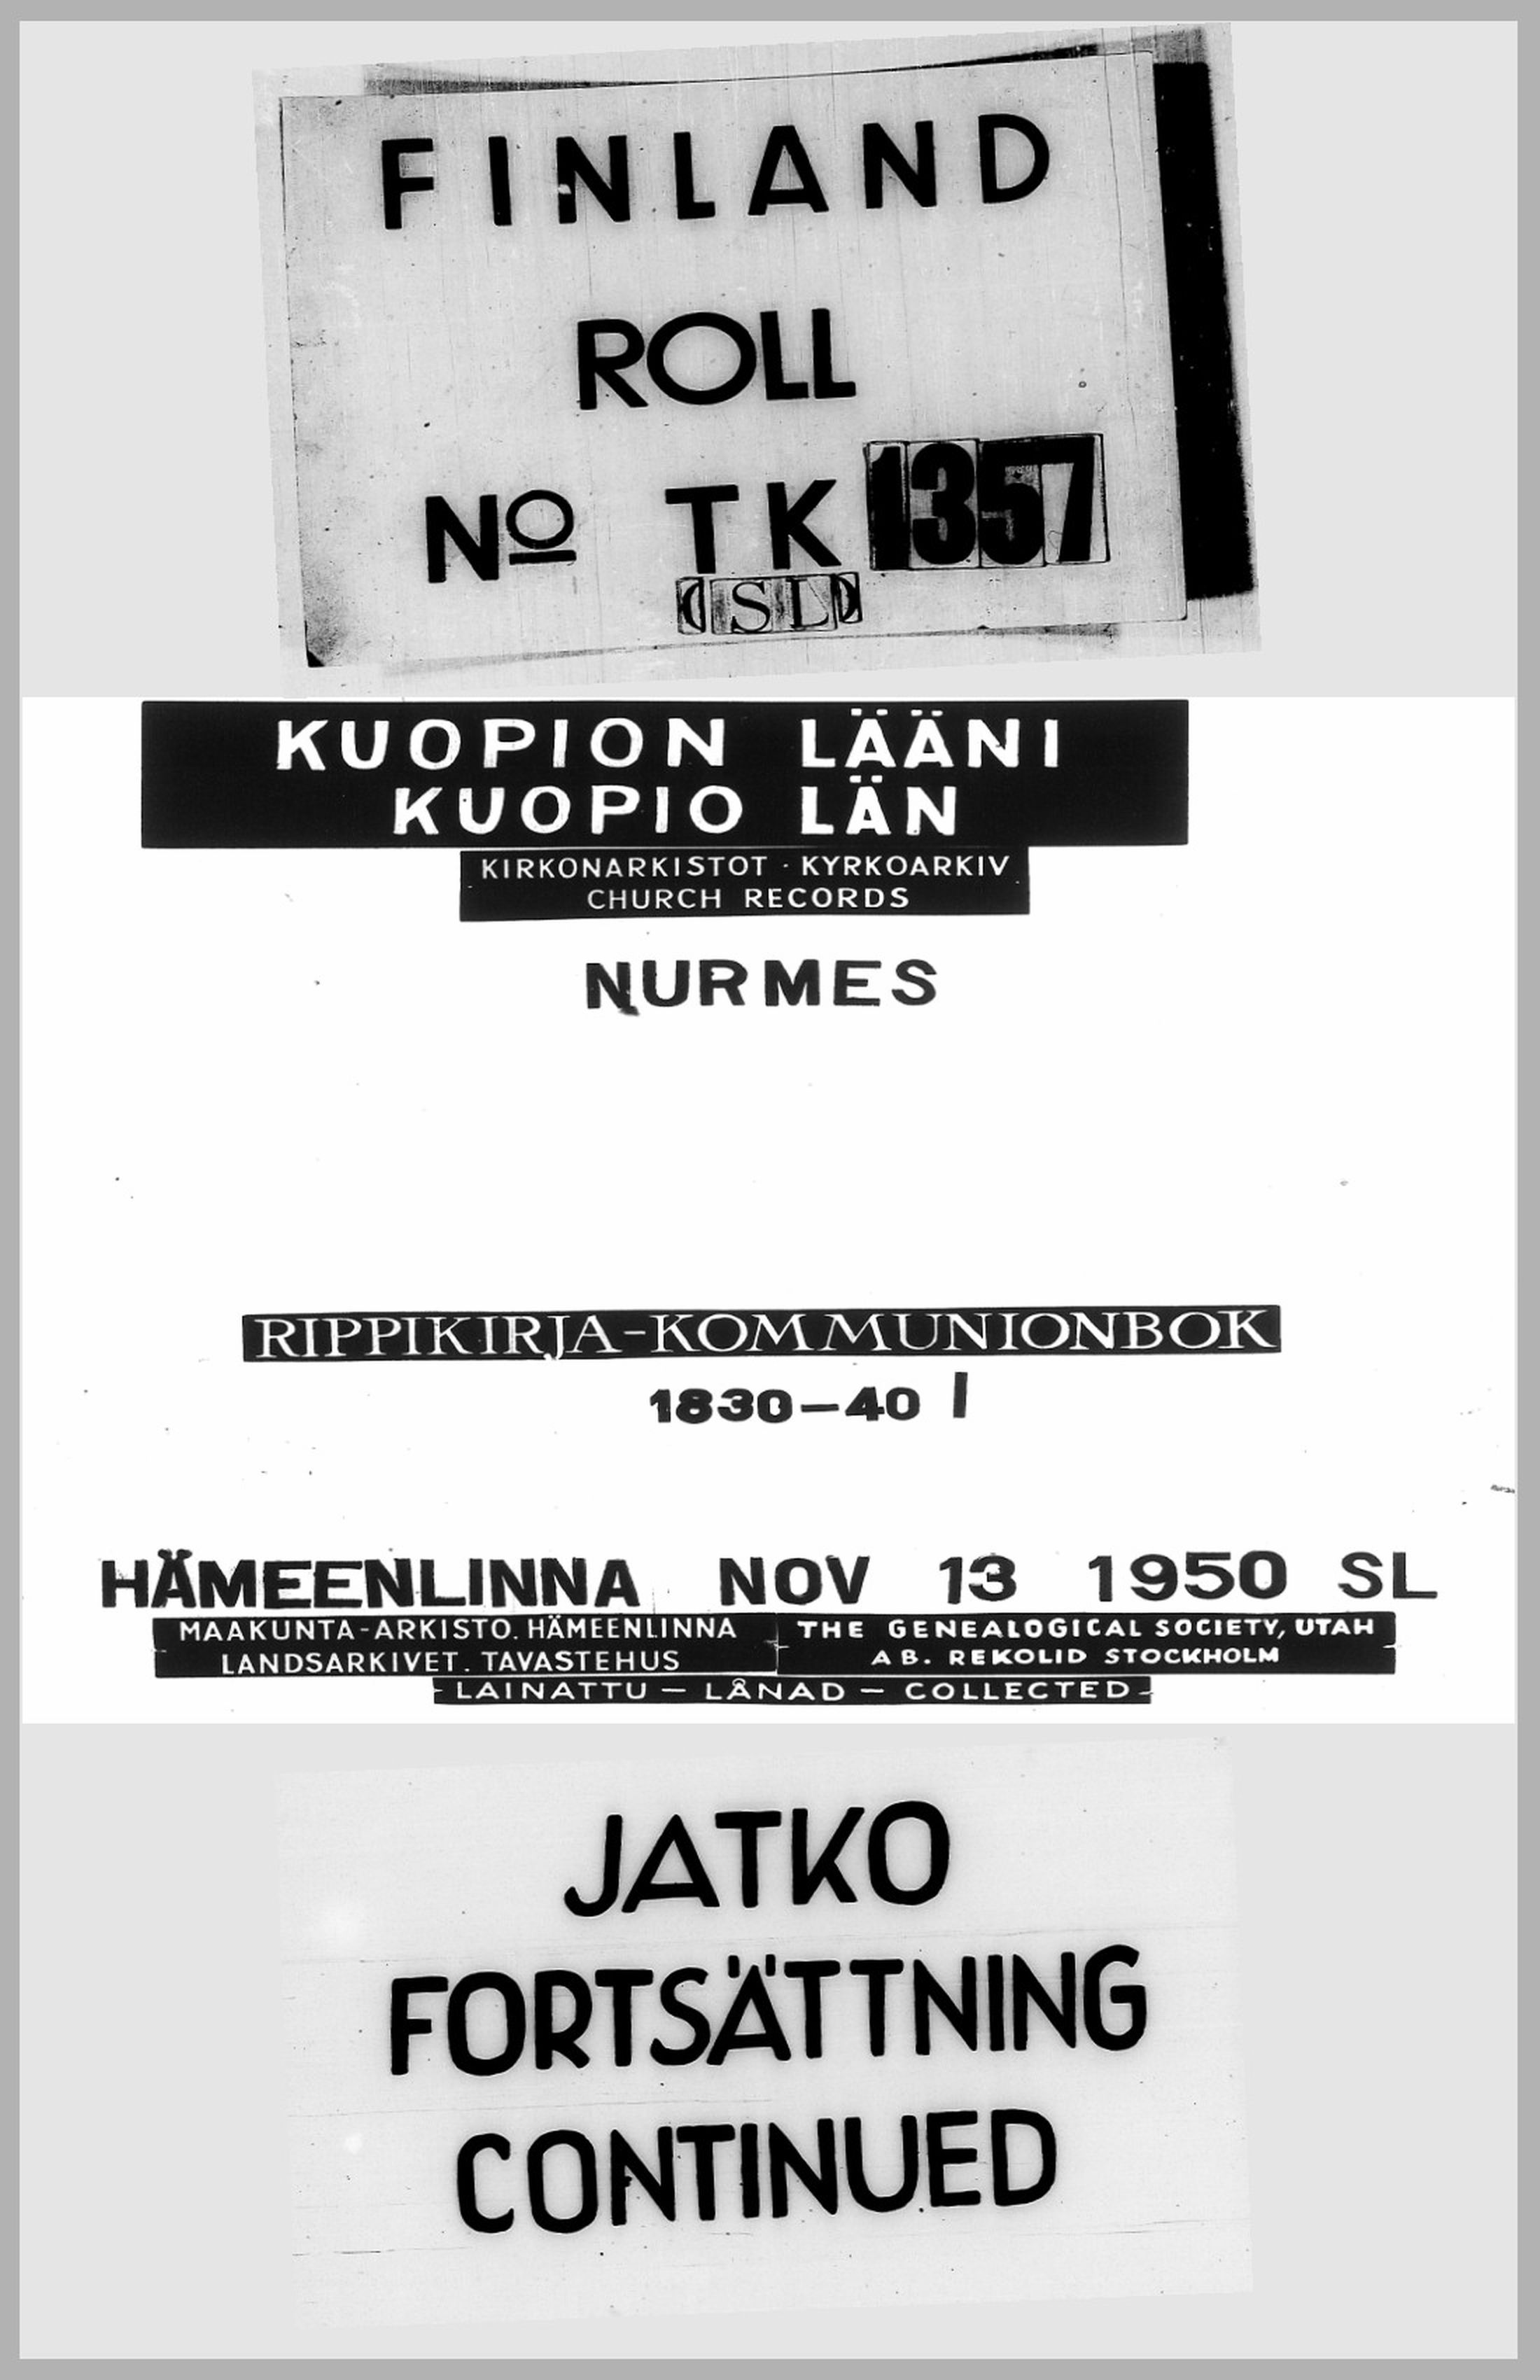 FINLAND
ROLL
Nº TK 1357
(SL)
KUOPION LÄÄNI
KUOPIO LÄN
KIRKONARKISTOT · KYRKOARKIV
CHURCH RECORDS
NURMES
RIPPIKIRJA-KOMMUNIONBOK
1830–40 I
HÄMEENLINNA NOV 13 1950 SL
MAAKUNTA-ARKISTO. HÄMEENLINNA
LANDSARKIVET. TAVASTEHUS
THE GENEALOGICAL SOCIETY, UTAH
AB. REKOLID STOCKHOLM
LAINATTU — LÅNAD — COLLECTED
JATKO
FORTSÄTTNING
CONTINUED